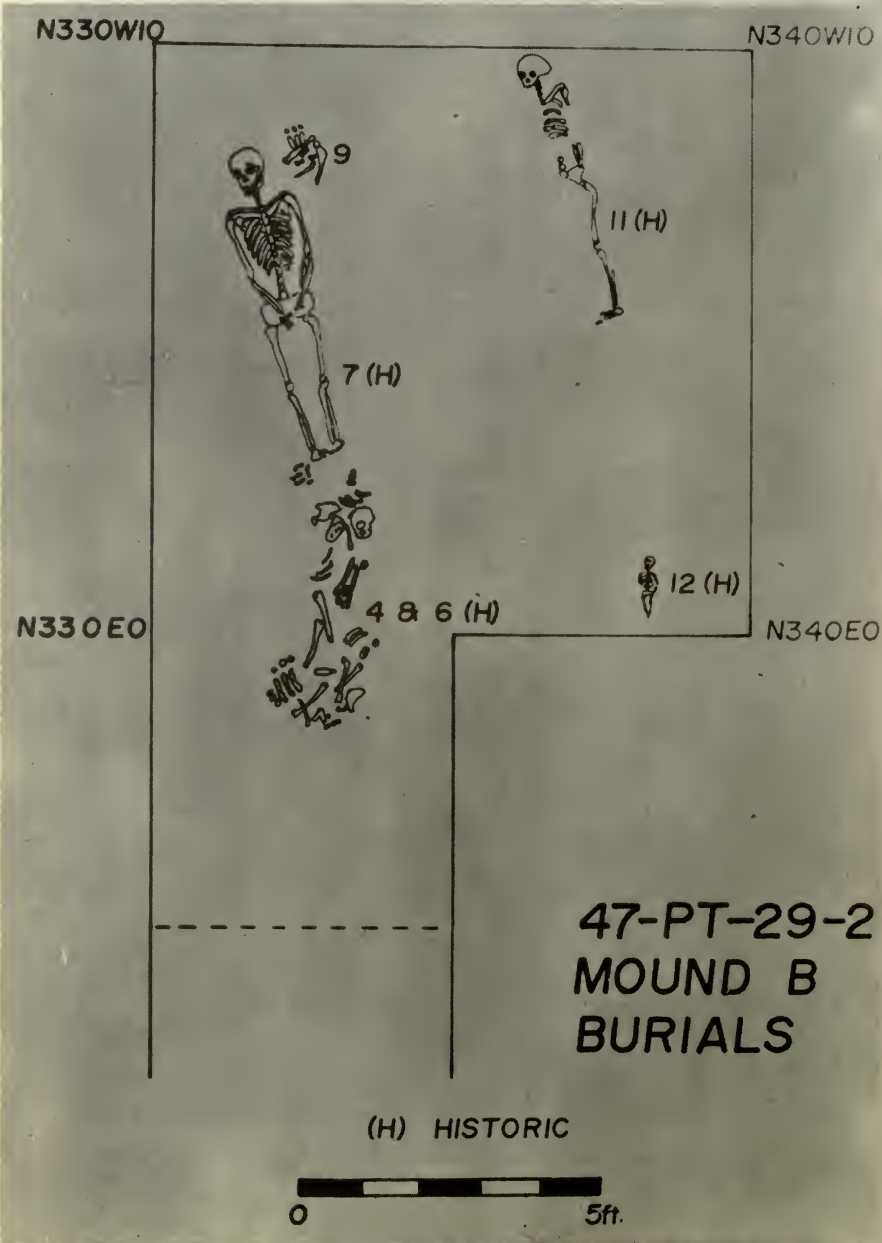 N330W10
N340W10
9
11 (H)
7 (H)
12 (H)
4 & 6 (H)
N330E0
N340E0
47-PT-29-2
MOUND B
BURIALS
(H) HISTORIC
0
5ft.